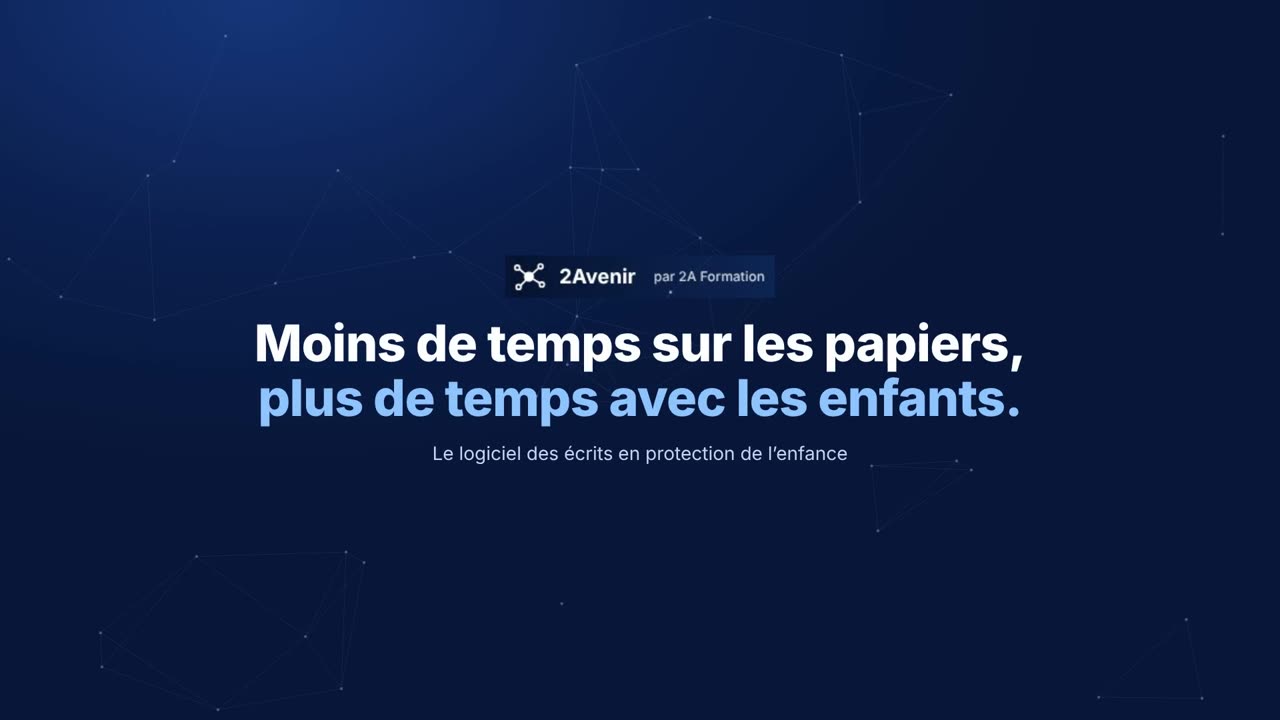 2Avenir par 2A Formation
Moins de temps sur les papiers,
plus de temps avec les enfants.
Le logiciel des écrits en protection de l’enfance